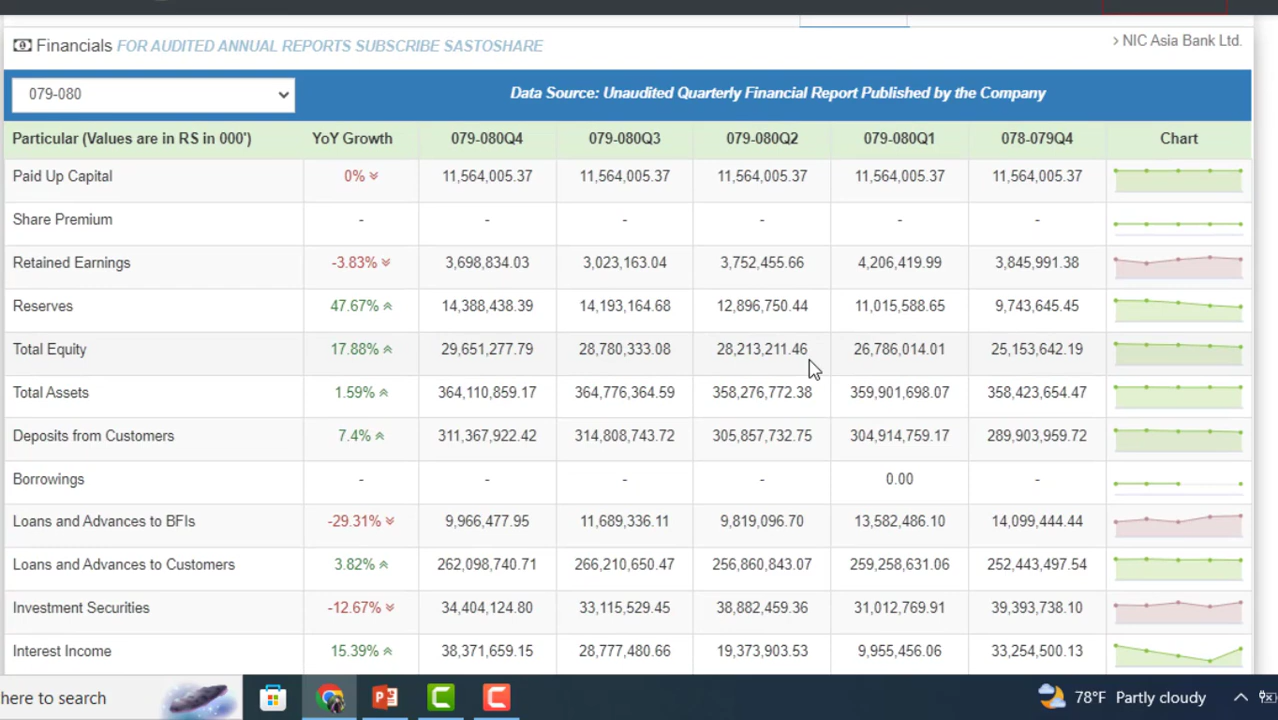 Financials FOR AUDITED ANNUAL REPORTS SUBSCRIBE SASTOSHARE
> NIC Asia Bank Ltd.
079-080
Data Source: Unaudited Quarterly Financial Report Published by the Company
Particular (Values are in RS in 000') YoY Growth 079-080Q4 079-080Q3 079-080Q2 079-080Q1 078-079Q4 Chart
Paid Up Capital 0% 11,564,005.37 11,564,005.37 11,564,005.37 11,564,005.37 11,564,005.37
Share Premium - - - - - -
Retained Earnings -3.83% 3,698,834.03 3,023,163.04 3,752,455.66 4,206,419.99 3,845,991.38
Reserves 47.67% 14,388,438.39 14,193,164.68 12,896,750.44 11,015,588.65 9,743,645.45
Total Equity 17.88% 29,651,277.79 28,780,333.08 28,213,211.46 26,786,014.01 25,153,642.19
Total Assets 1.59% 364,110,859.17 364,776,364.59 358,276,772.38 359,901,698.07 358,423,654.47
Deposits from Customers 7.4% 311,367,922.42 314,808,743.72 305,857,732.75 304,914,759.17 289,903,959.72
Borrowings - - - - 0.00 -
Loans and Advances to BFIs -29.31% 9,966,477.95 11,689,336.11 9,819,096.70 13,582,486.10 14,099,444.44
Loans and Advances to Customers 3.82% 262,098,740.71 266,210,650.47 256,860,843.07 259,258,631.06 252,443,497.54
Investment Securities -12.67% 34,404,124.80 33,115,529.45 38,882,459.36 31,012,769.91 39,393,738.10
Interest Income 15.39% 38,371,659.15 28,777,480.66 19,373,903.53 9,955,456.06 33,254,500.13
here to search
78°F Partly cloudy